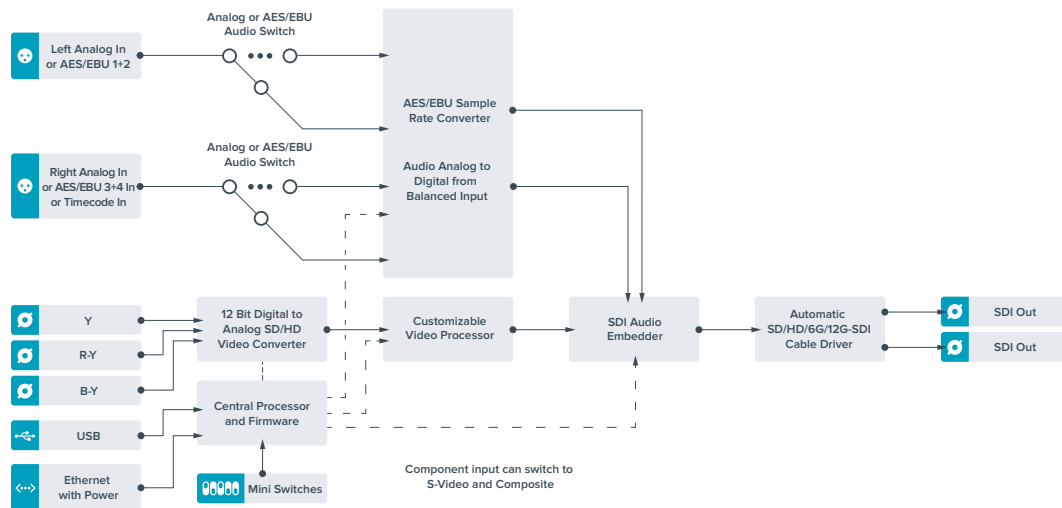 Analog or AES/EBU
Audio Switch
Left Analog In
or AES/EBU 1+2
AES/EBU Sample
Rate Converter
Analog or AES/EBU
Audio Switch
Right Analog In
or AES/EBU 3+4 In
or Timecode In
Audio Analog to
Digital from
Balanced Input
Y
R-Y
B-Y
12 Bit Digital to
Analog SD/HD
Video Converter
Customizable
Video Processor
SDI Audio
Embedder
Automatic
SD/HD/6G/12G-SDI
Cable Driver
SDI Out
SDI Out
USB
Central Processor
and Firmware
Ethernet
with Power
Mini Switches
Component input can switch to
S-Video and Composite